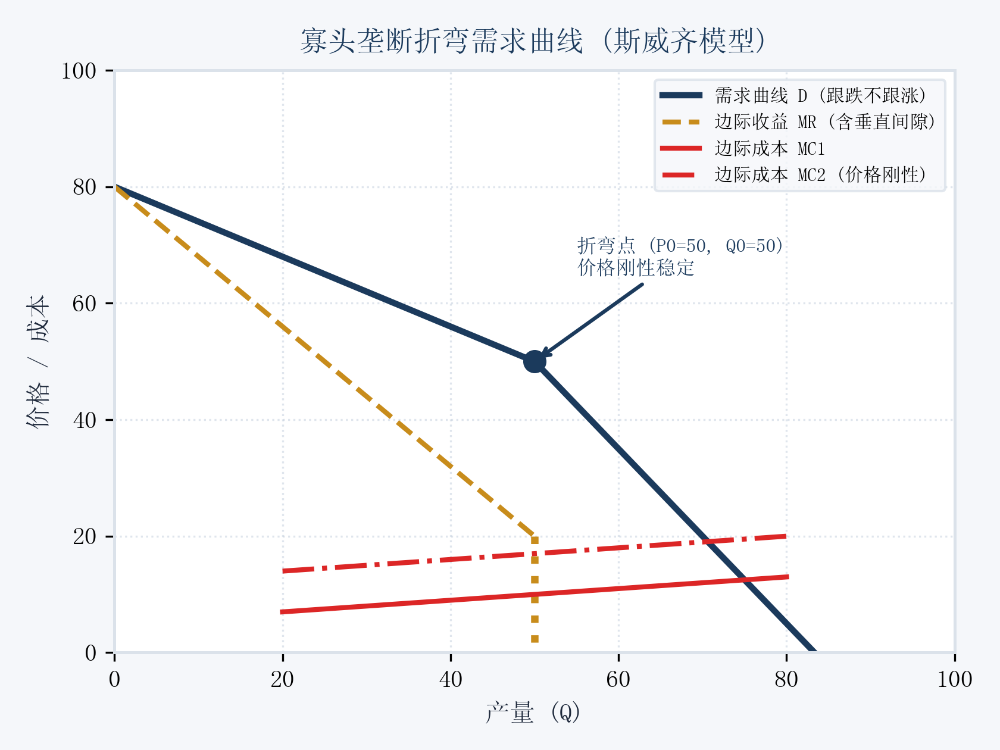 寡头垄断折弯需求曲线 (斯威齐模型)
100
80
60
40
20
0
价格 / 成本
需求曲线 D (跟跌不跟涨)
边际收益 MR (含垂直间隙)
边际成本 MC1
边际成本 MC2 (价格刚性)
折弯点 (P0=50, Q0=50)
价格刚性稳定
0 20 40 60 80 100
产量 (Q)